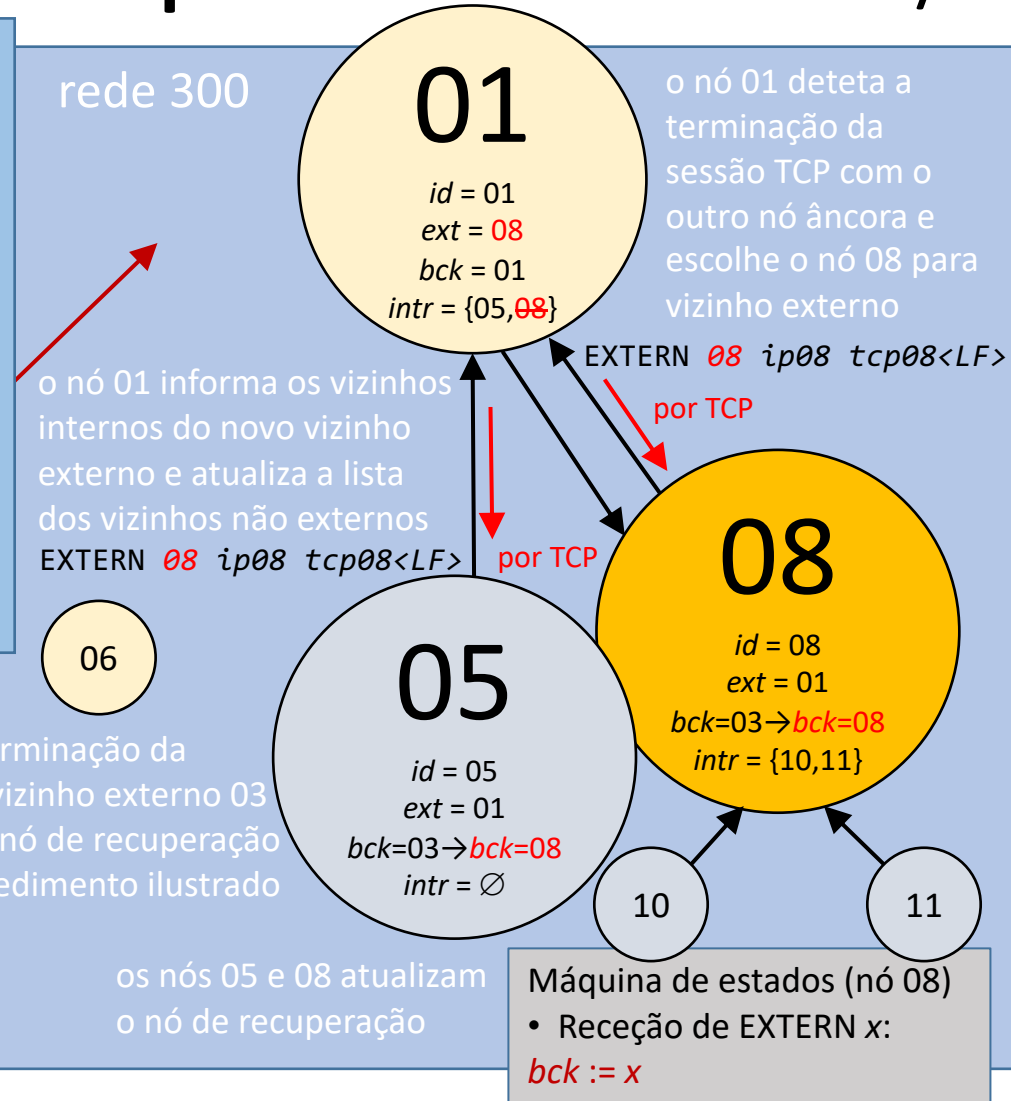 rede 300
01
id = 01
ext = 08
bck = 01
intr = {05,08}
o nó 01 deteta a
terminação da
sessão TCP com o
outro nó âncora e
escolhe o nó 08 para
vizinho externo
EXTERN 08 ip08 tcp08<LF>
por TCP
o nó 01 informa os vizinhos
internos do novo vizinho
externo e atualiza a lista
dos vizinhos não externos
EXTERN 08 ip08 tcp08<LF>
por TCP
08
id = 08
ext = 01
bck=03→bck=08
intr = {10,11}
06
05
id = 05
ext = 01
bck=03→bck=08
intr = ∅
rminação da
vizinho externo 03
nó de recuperação
edimento ilustrado
10
11
os nós 05 e 08 atualizam
o nó de recuperação
Máquina de estados (nó 08)
• Receção de EXTERN x:
bck := x